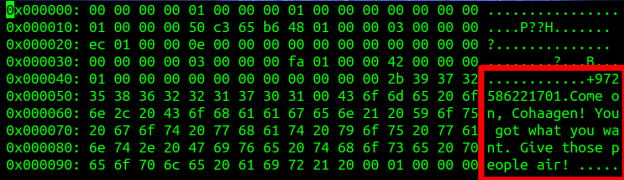 0x000000: 00 00 00 00 01 00 00 00 01 00 00 00 00 00 00 00 ................
0x000010: 01 00 00 00 50 c3 65 b6 48 01 00 00 03 00 00 00 ....P??H.......
0x000020: ec 01 00 00 0e 00 00 00 00 00 00 00 00 00 00 00 ?..............
0x000030: 00 00 00 00 03 00 00 00 fa 01 00 00 42 00 00 00 ........?...B...
0x000040: 01 00 00 00 00 00 00 00 00 00 00 00 2b 39 37 32 ............+972
0x000050: 35 38 36 32 32 31 37 30 31 00 43 6f 6d 65 20 6f 586221701.Come o
0x000060: 6e 2c 20 43 6f 68 61 61 67 65 6e 21 20 59 6f 75 n, Cohaagen! You
0x000070: 20 67 6f 74 20 77 68 61 74 20 79 6f 75 20 77 61  got what you wa
0x000080: 6e 74 2e 20 47 69 76 65 20 74 68 6f 73 65 20 70 nt. Give those p
0x000090: 65 6f 70 6c 65 20 61 69 72 21 20 00 01 00 00 00 eople air! .....